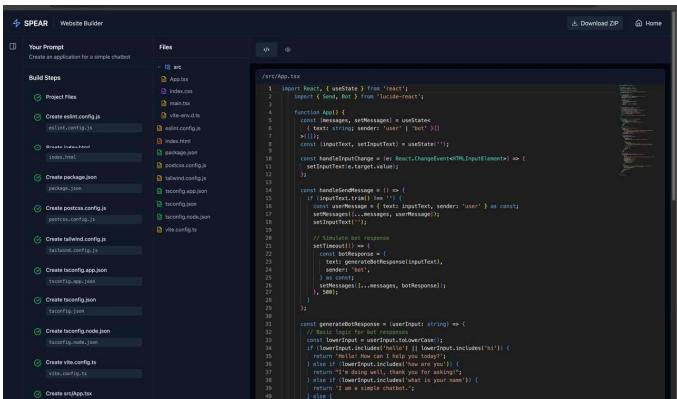 SPEAR Website Builder
Download ZIP
Home
Your Prompt
Create an application for a simple chatbot
Build Steps
Project Files
Create eslint.config.js
eslint.config.js
Create index.html
index.html
Create package.json
package.json
Create postcss.config.js
postcss.config.js
Create tailwind.config.js
tailwind.config.js
Create tsconfig.app.json
tsconfig.app.json
Create tsconfig.json
tsconfig.json
Create tsconfig.node.json
tsconfig.node.json
Create vite.config.ts
vite.config.ts
Create src/App.tsx
Files
src
App.tsx
index.css
main.tsx
vite-env.d.ts
eslint.config.js
index.html
package.json
postcss.config.js
tailwind.config.js
tsconfig.app.json
tsconfig.json
tsconfig.node.json
vite.config.ts
/src/App.tsx
1 import React, { useState } from 'react';
2 import { Send, Bot } from 'lucide-react';
3
4 function App() {
5 const [messages, setMessages] = useState<
6 { text: string; sender: 'user' | 'bot' }[]
7 >([]);
8 const [inputText, setInputText] = useState('');
9
10 const handleInputChange = (e: React.ChangeEvent<HTMLInputElement>) => {
11 setInputText(e.target.value);
12 };
13
14 const handleSendMessage = () => {
15 if (inputText.trim() !== '') {
16 const userMessage = { text: inputText, sender: 'user' } as const;
17 setMessages([...messages, userMessage]);
18 setInputText('');
19
20 // Simulate bot response
21 setTimeout(() => {
22 const botResponse = {
23 text: generateBotResponse(inputText),
24 sender: 'bot',
25 } as const;
26 setMessages([...messages, botResponse]);
27 }, 500);
28 }
29 };
30
31 const generateBotResponse = (userInput: string) => {
32 // Basic logic for bot responses
33 const lowerInput = userInput.toLowerCase();
34 if (lowerInput.includes('hello') || lowerInput.includes('hi')) {
35 return 'Hello! How can I help you today?';
36 } else if (lowerInput.includes('how are you')) {
37 return "I'm doing well, thank you for asking!";
38 } else if (lowerInput.includes('what is your name')) {
39 return 'I am a simple chatbot.';
40 } else {